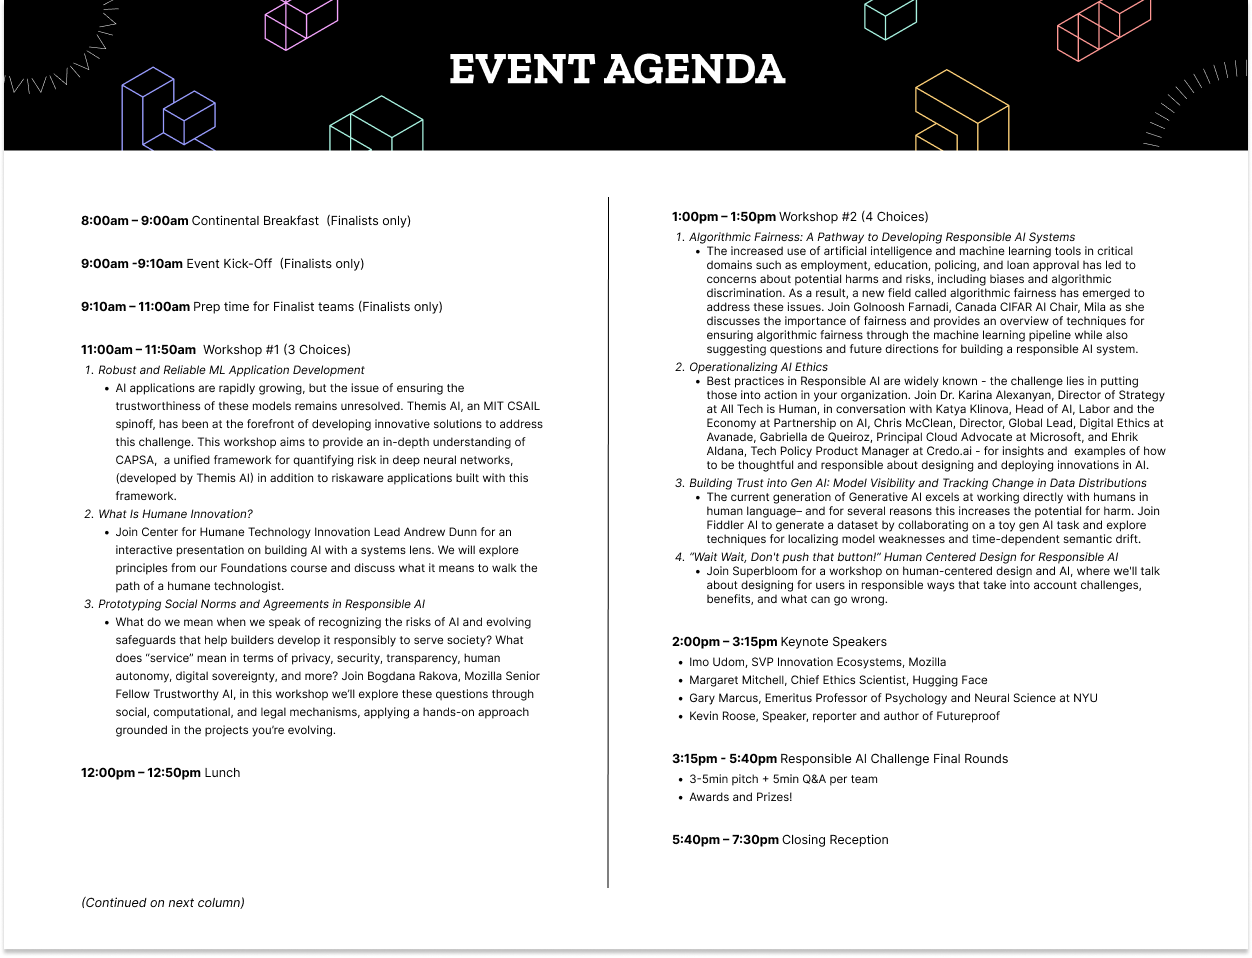 EVENT AGENDA
8:00am – 9:00am Continental Breakfast  (Finalists only)
9:00am -9:10am Event Kick-Off  (Finalists only)
9:10am – 11:00am Prep time for Finalist teams (Finalists only)
11:00am – 11:50am  Workshop #1 (3 Choices)
1. Robust and Reliable ML Application Development
• AI applications are rapidly growing, but the issue of ensuring the
trustworthiness of these models remains unresolved. Themis AI, an MIT CSAIL
spinoff, has been at the forefront of developing innovative solutions to address
this challenge. This workshop aims to provide an in-depth understanding of
CAPSA,  a unified framework for quantifying risk in deep neural networks,
(developed by Themis AI) in addition to riskaware applications built with this
framework.
2. What Is Humane Innovation?
• Join Center for Humane Technology Innovation Lead Andrew Dunn for an
interactive presentation on building AI with a systems lens. We will explore
principles from our Foundations course and discuss what it means to walk the
path of a humane technologist.
3. Prototyping Social Norms and Agreements in Responsible AI
• What do we mean when we speak of recognizing the risks of AI and evolving
safeguards that help builders develop it responsibly to serve society? What
does “service” mean in terms of privacy, security, transparency, human
autonomy, digital sovereignty, and more? Join Bogdana Rakova, Mozilla Senior
Fellow Trustworthy AI, in this workshop we’ll explore these questions through
social, computational, and legal mechanisms, applying a hands-on approach
grounded in the projects you’re evolving.
12:00pm – 12:50pm Lunch
(Continued on next column)
1:00pm – 1:50pm Workshop #2 (4 Choices)
1. Algorithmic Fairness: A Pathway to Developing Responsible AI Systems
• The increased use of artificial intelligence and machine learning tools in critical
domains such as employment, education, policing, and loan approval has led to
concerns about potential harms and risks, including biases and algorithmic
discrimination. As a result, a new field called algorithmic fairness has emerged to
address these issues. Join Golnoosh Farnadi, Canada CIFAR AI Chair, Mila as she
discusses the importance of fairness and provides an overview of techniques for
ensuring algorithmic fairness through the machine learning pipeline while also
suggesting questions and future directions for building a responsible AI system.
2. Operationalizing AI Ethics
• Best practices in Responsible AI are widely known - the challenge lies in putting
those into action in your organization. Join Dr. Karina Alexanyan, Director of Strategy
at All Tech is Human, in conversation with Katya Klinova, Head of AI, Labor and the
Economy at Partnership on AI, Chris McClean, Director, Global Lead, Digital Ethics at
Avanade, Gabriella de Queiroz, Principal Cloud Advocate at Microsoft, and Ehrik
Aldana, Tech Policy Product Manager at Credo.ai - for insights and  examples of how
to be thoughtful and responsible about designing and deploying innovations in AI.
3. Building Trust into Gen AI: Model Visibility and Tracking Change in Data Distributions
• The current generation of Generative AI excels at working directly with humans in
human language– and for several reasons this increases the potential for harm. Join
Fiddler AI to generate a dataset by collaborating on a toy gen AI task and explore
techniques for localizing model weaknesses and time-dependent semantic drift.
4. “Wait Wait, Don't push that button!” Human Centered Design for Responsible AI
• Join Superbloom for a workshop on human-centered design and AI, where we'll talk
about designing for users in responsible ways that take into account challenges,
benefits, and what can go wrong.
2:00pm – 3:15pm Keynote Speakers
• Imo Udom, SVP Innovation Ecosystems, Mozilla
• Margaret Mitchell, Chief Ethics Scientist, Hugging Face
• Gary Marcus, Emeritus Professor of Psychology and Neural Science at NYU
• Kevin Roose, Speaker, reporter and author of Futureproof
3:15pm - 5:40pm Responsible AI Challenge Final Rounds
• 3-5min pitch + 5min Q&A per team
• Awards and Prizes!
5:40pm – 7:30pm Closing Reception